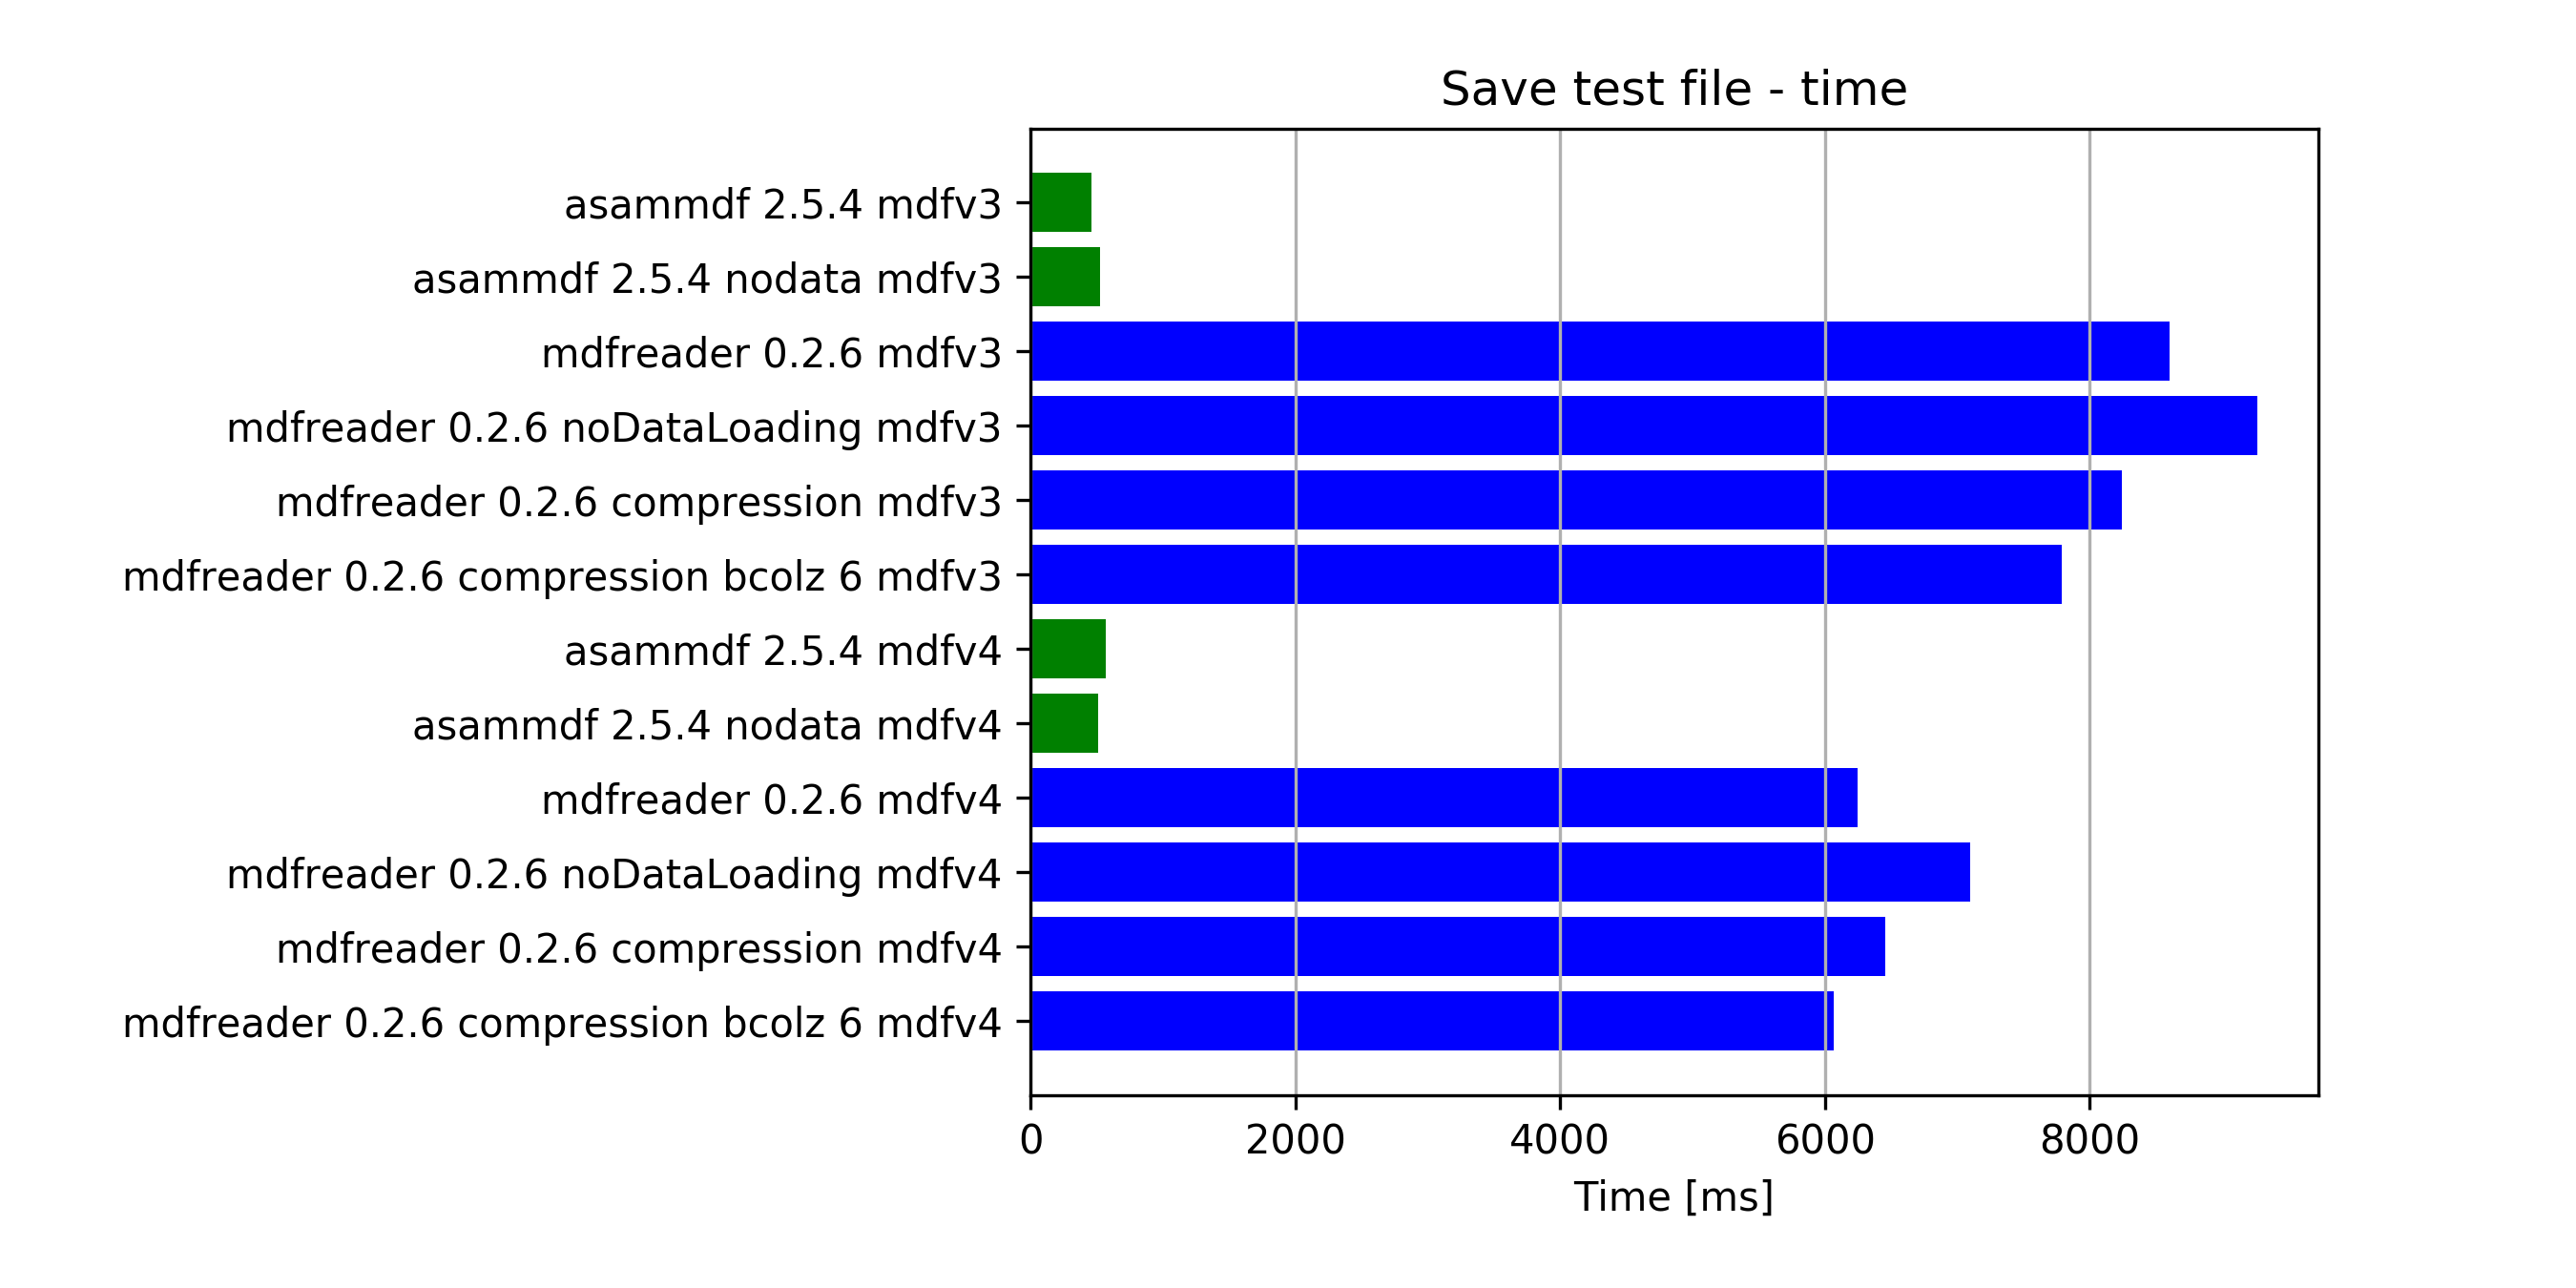 Save test file - time
asammdf 2.5.4 mdfv3
asammdf 2.5.4 nodata mdfv3
mdfreader 0.2.6 mdfv3
mdfreader 0.2.6 noDataLoading mdfv3
mdfreader 0.2.6 compression mdfv3
mdfreader 0.2.6 compression bcolz 6 mdfv3
asammdf 2.5.4 mdfv4
asammdf 2.5.4 nodata mdfv4
mdfreader 0.2.6 mdfv4
mdfreader 0.2.6 noDataLoading mdfv4
mdfreader 0.2.6 compression mdfv4
mdfreader 0.2.6 compression bcolz 6 mdfv4
0 2000 4000 6000 8000
Time [ms]